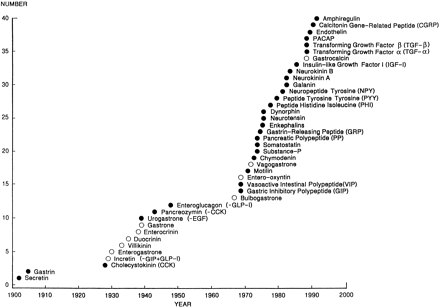 NUMBER
40
Amphiregulin
Calcitonin Gene-Related Peptide (CGRP)
Endothelin
PACAP
Transforming Growth Factor β (TGF-β)
35
Transforming Growth Factor α (TGF-α)
Gastrocalcin
Insulin-like Growth Factor I (IGF-I)
Neurokinin B
Neurokinin A
30
Galanin
Neuropeptide Tyrosine (NPY)
Peptide Tyrosine Tyrosine (PYY)
Peptide Histidine Isoleucine (PHI)
Dynorphin
25
Neurotensin
Enkephalins
Gastrin-Releasing Peptide (GRP)
Pancreatic Polypeptide (PP)
Somatostatin
20
Substance-P
Chymodenin
Vagogastrone
Motilin
Entero-oxyntin
15
Vasoactive Intestinal Polypeptide(VIP)
Gastric Inhibitory Polypeptide (GIP)
Bulbogastrone
Enteroglucagon (-GLP-I)
Pancreozymin (-CCK)
10
Urogastrone (-EGF)
Gastrone
Enterocrinin
Duocrinin
Villikinin
5
Enterogastrone
Incretin (-GIP+GLP-I)
Cholecystokinin (CCK)
Gastrin
Secretin
0
1900 1910 1920 1930 1940 1950 1960 1970 1980 1990 2000
YEAR